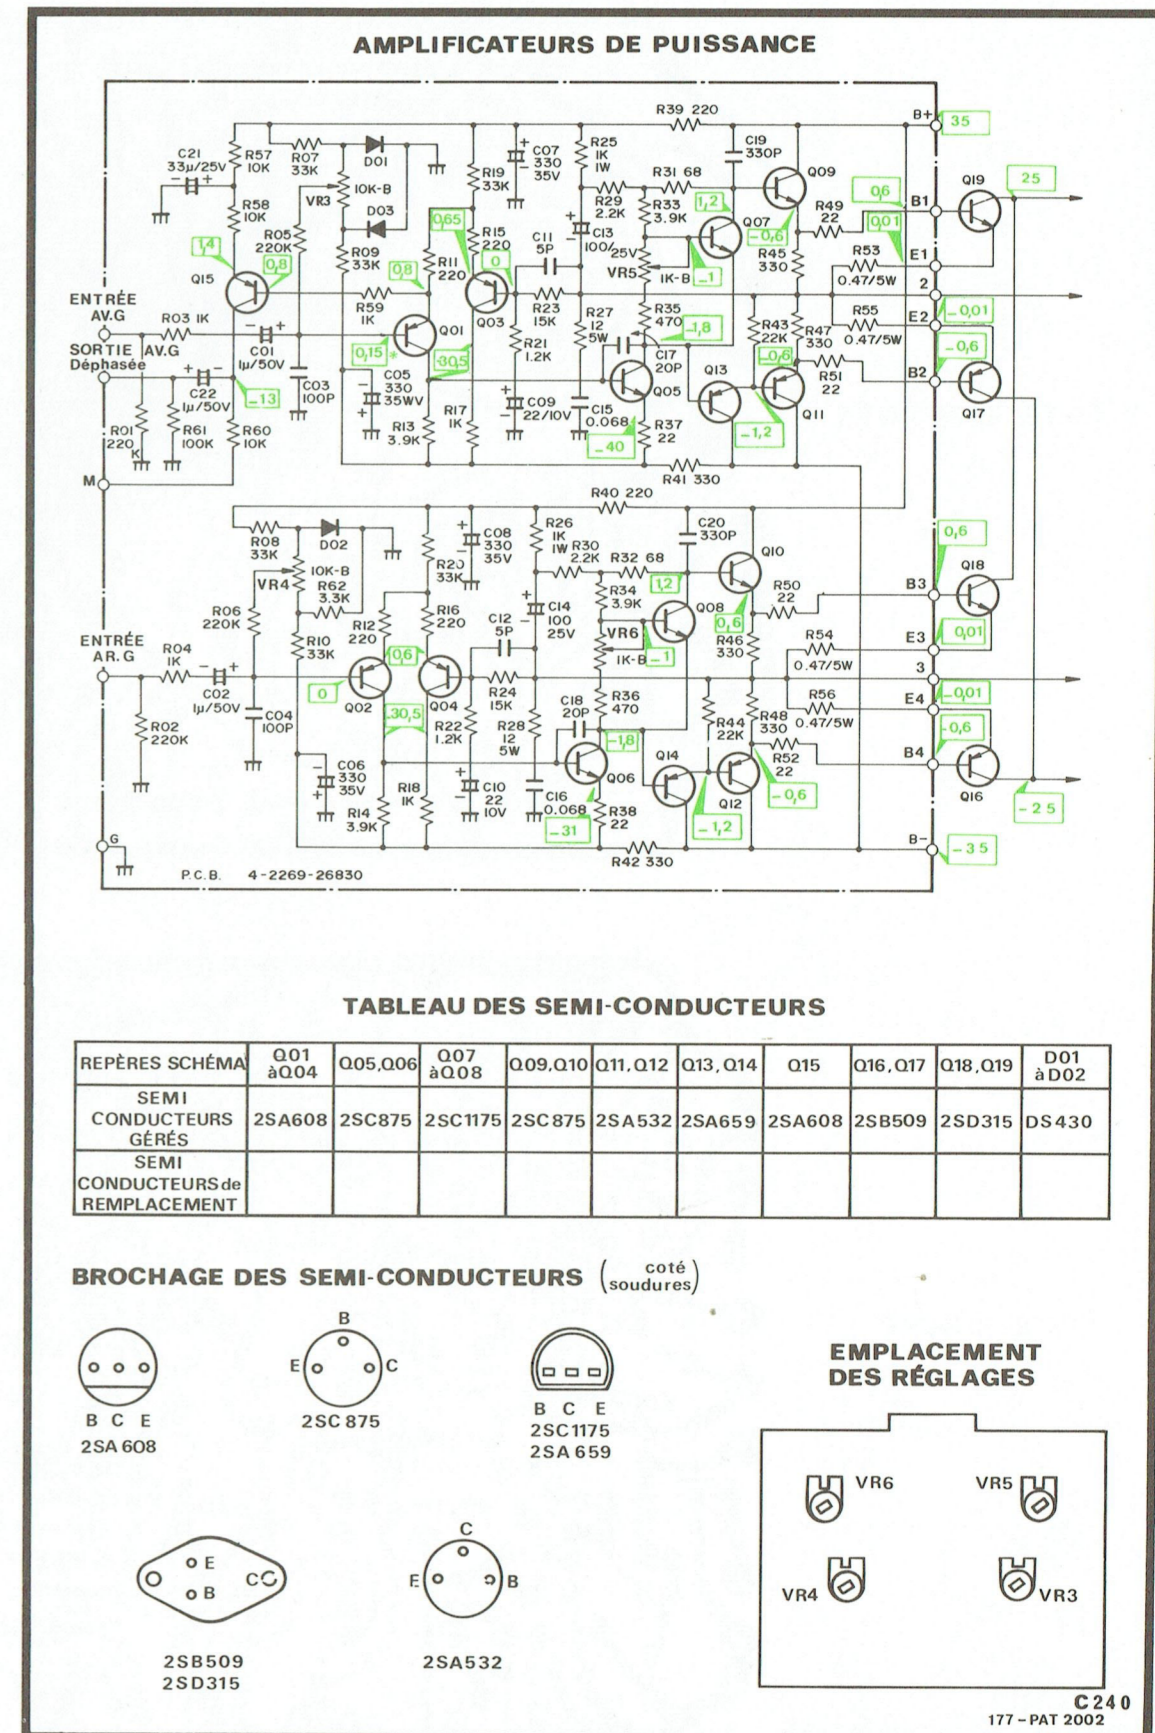 AMPLIFICATEURS DE PUISSANCE
R39 220
B+
35
C21
33µ/25V
R57
10K
R07
33K
D01
R19
33K
C07
330
35V
R25
1K
1W
C19
330P
R31 68
Q09
Q19
25
10K-B
VR3
R29
2.2K
R33
3.9K
1,2
Q07
0,6
B1
R58
10K
D03
R05
220K
0,65
R15
220
C11
5P
C13
100/25V
R49
22
0,01
1,4
0,8
R09
33K
R11
220
0
VR5
1K-B
-1
-0,6
R45
330
R53
0.47/5W
E1
Q15
0,8
2
ENTRÉE
AV.G
R59
1K
Q01
Q03
R23
15K
R27
12
5W
R35
470
-1,8
R43
22K
R47
330
R55
0.47/5W
E2
-0,01
R03 1K
SORTIE AV.G
Déphasée
C01
1µ/50V
0,15*
-30,5
R21
1.2K
C17
20P
-0,6
-0,6
C22
1µ/50V
-13
C03
100P
C05
330
35WV
Q05
Q13
R51
22
B2
Q11
Q17
R01
220
K
R61
100K
R60
10K
R13
3.9K
R17
1K
C09
22/10V
C15
0.068
-40
R37
22
-1,2
M
R41 330
R40 220
R08
33K
D02
C08
330
35V
R26
1K
1W
C20
330P
0,6
R20
33K
R30
2.2K
R32 68
Q10
Q18
10K-B
VR4
R62
3.3K
R34
3.9K
1,2
Q08
R50
22
B3
R06
220K
R12
220
R16
220
C12
5P
C14
100
25V
VR6
0,6
ENTRÉE
AR.G
R04
1K
R10
33K
0,6
1K-B
-1
R46
330
R54
0.47/5W
E3
0,01
3
0
Q02
Q04
R24
15K
C18
20P
R36
470
R56
0.47/5W
E4
-0,01
C02
1µ/50V
C04
100P
-30,5
R22
1.2K
R28
12
5W
-1,8
R44
22K
R48
330
-0,6
R02
220K
Q14
R52
22
B4
C06
330
35V
R18
1K
C10
22
10V
C16
0.068
Q06
Q12
-0,6
Q16
R14
3.9K
-31
R38
22
-1,2
-25
G
R42 330
B-
-35
P.C.B. 4-2269-26830
TABLEAU DES SEMI-CONDUCTEURS
REPÈRES SCHÉMA Q01 àQ04 Q05,Q06 Q07 àQ08 Q09,Q10 Q11,Q12 Q13,Q14 Q15 Q16,Q17 Q18,Q19 D01 àD02
SEMI
CONDUCTEURS
GÉRÉS
2SA608 2SC875 2SC1175 2SC875 2SA532 2SA659 2SA608 2SB509 2SD315 DS430
SEMI
CONDUCTEURS de
REMPLACEMENT
BROCHAGE DES SEMI-CONDUCTEURS (coté soudures)
B C E
2SA608
B
E C
2SC875
B C E
2SC1175
2SA659
E
B
C
2SB509
2SD315
C
E B
2SA532
EMPLACEMENT
DES RÉGLAGES
VR6 VR5
VR4 VR3
C240
177-PAT 2002